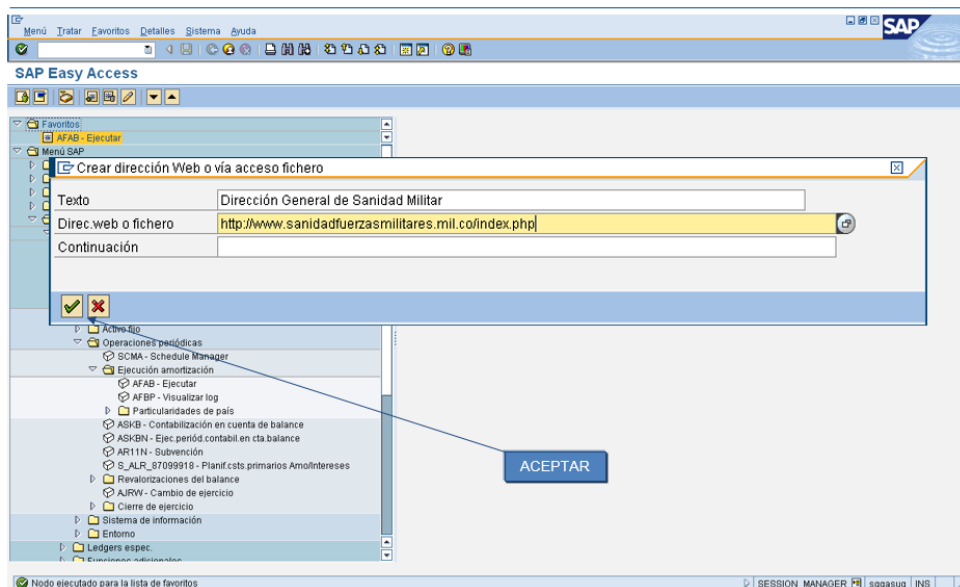 Menú Tratar Favoritos Detalles Sistema Ayuda
SAP
SAP Easy Access
Favoritos
AFAB - Ejecutar
Menú SAP
Crear dirección Web o vía acceso fichero
Texto Dirección General de Sanidad Militar
Direc.web o fichero http://www.sanidadfuerzasmilitares.mil.co/index.php
Continuación
Activo fijo
Operaciones periódicas
SCMA - Schedule Manager
Ejecución amortización
AFAB - Ejecutar
AFBP - Visualizar log
Particularidades de país
ASKB - Contabilización en cuenta de balance
ASKBN - Ejec.periód.contabil.en cta.balance
AR11N - Subvención
S_ALR_87099918 - Planif.csts.primarios Amo/Intereses
ACEPTAR
Revalorizaciones del balance
AJRW - Cambio de ejercicio
Cierre de ejercicio
Sistema de información
Entorno
Ledgers espec.
Funciones adicionales
Nodo ejecutado para la lista de favoritos SESSION_MANAGER sqgasug INS